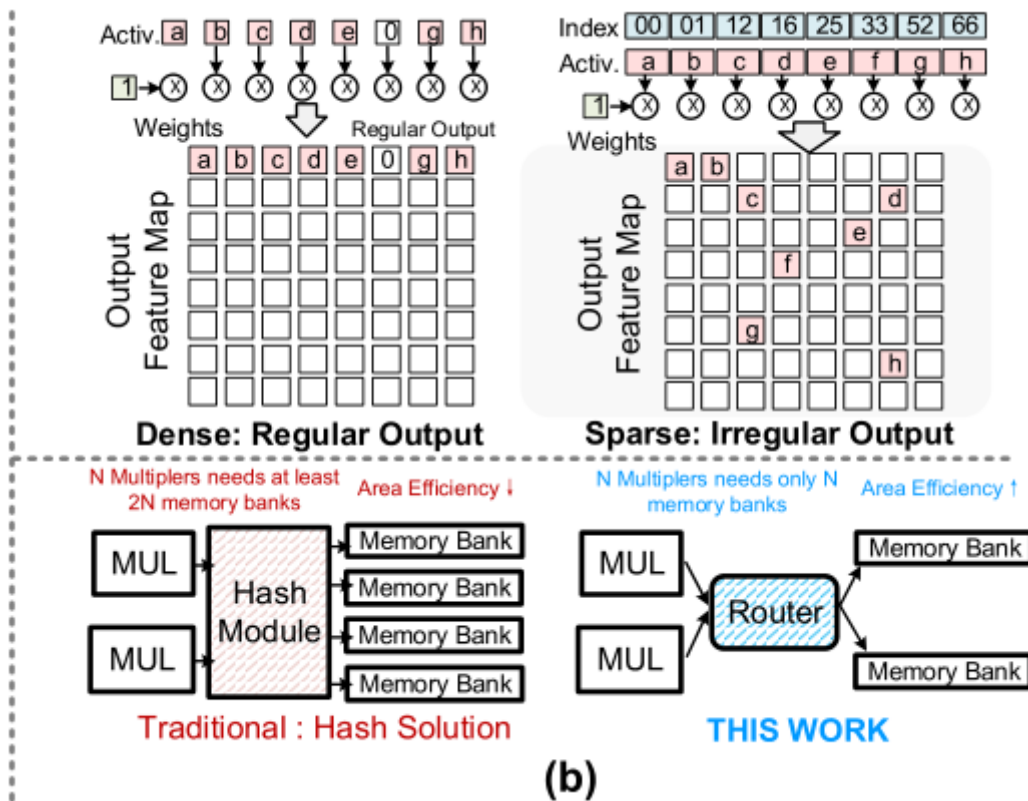 Activ. a b c d e 0 g h
1 X X X X X X X X
Weights
Regular Output
a b c d e 0 g h
Output
Feature Map
Dense: Regular Output
Index 00 01 12 16 25 33 52 66
Activ. a b c d e f g h
1 X X X X X X X X
Weights
a b
c d
e
f
g
h
Output
Feature Map
Sparse: Irregular Output
N Multiplers needs at least
2N memory banks
Area Efficiency ↓
MUL
MUL
Hash
Module
Memory Bank
Memory Bank
Memory Bank
Memory Bank
Traditional : Hash Solution
N Multiplers needs only N
memory banks
Area Efficiency ↑
MUL
MUL
Router
Memory Bank
Memory Bank
THIS WORK
(b)